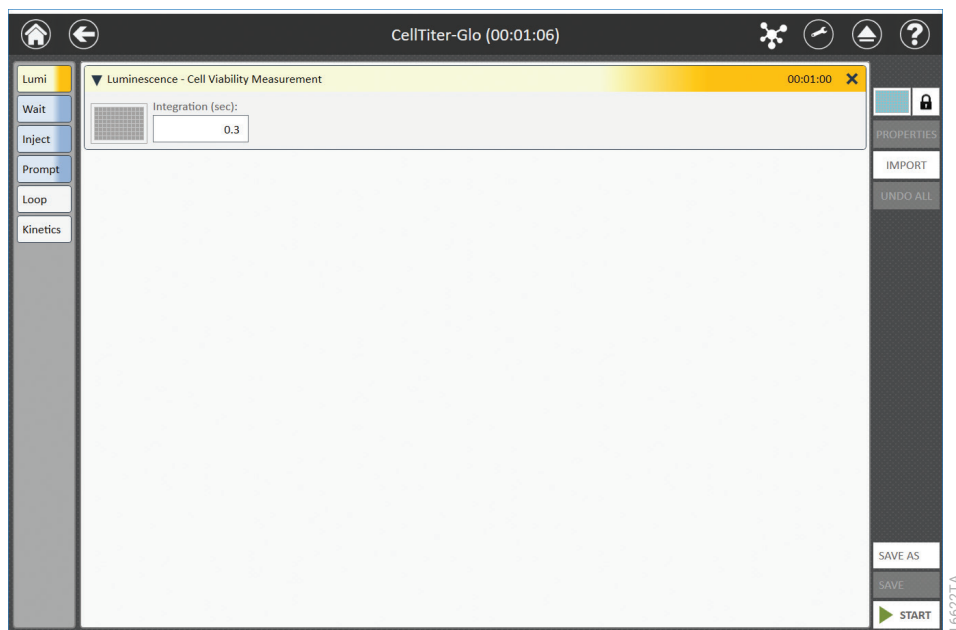 CellTiter-Glo (00:01:06)
?
Lumi
Wait
Inject
Prompt
Loop
Kinetics
Luminescence - Cell Viability Measurement 00:01:00
Integration (sec):
0.3
PROPERTIES
IMPORT
UNDO ALL
SAVE AS
SAVE
START